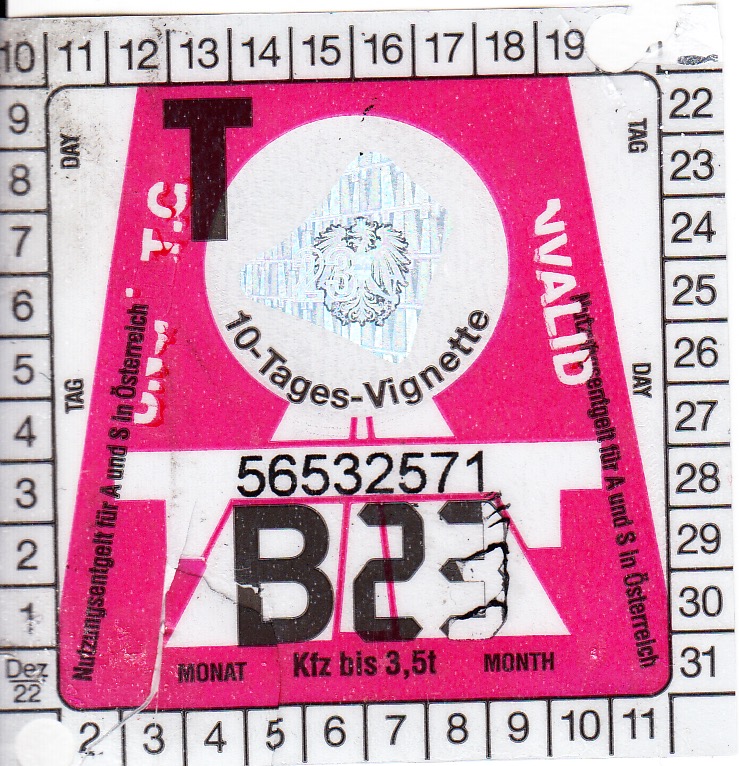 10 11 12 13 14 15 16 17 18 19
9 8 7 6 5 4 3 2 1
Dez. 22
22 23 24 25 26 27 28 29 30 31
DAY
TAG
T
VALID
10-Tages-Vignette
TAG
DAY
Nutzungsentgelt für A und S in Österreich
Nutzungsentgelt für A und S in Österreich
56532571
B23
MONAT Kfz bis 3,5t MONTH
2 3 4 5 6 7 8 9 10 11